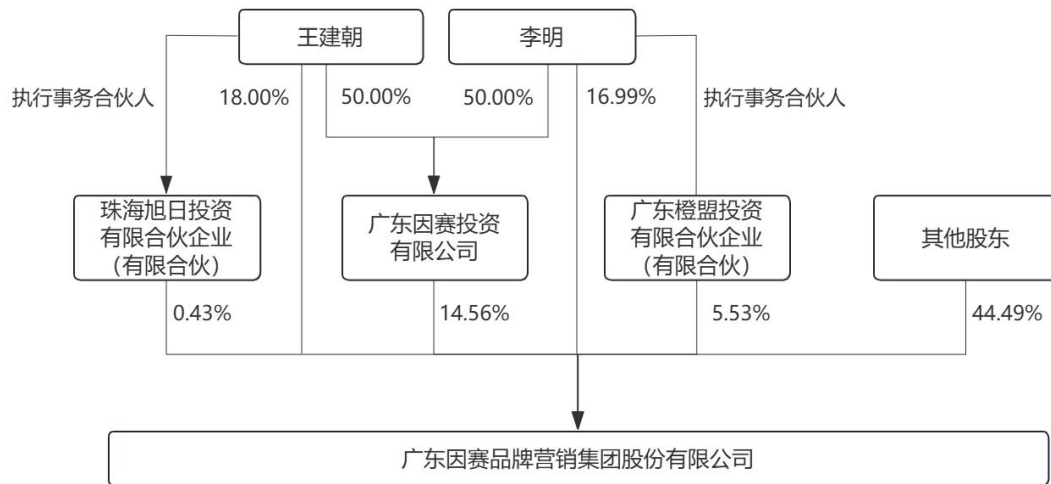 王建朝
李明
执行事务合伙人
18.00%
50.00%
50.00%
16.99%
执行事务合伙人
珠海旭日投资
有限合伙企业
（有限合伙）
广东因赛投资
有限公司
广东橙盟投资
有限合伙企业
（有限合伙）
其他股东
0.43%
14.56%
5.53%
44.49%
广东因赛品牌营销集团股份有限公司